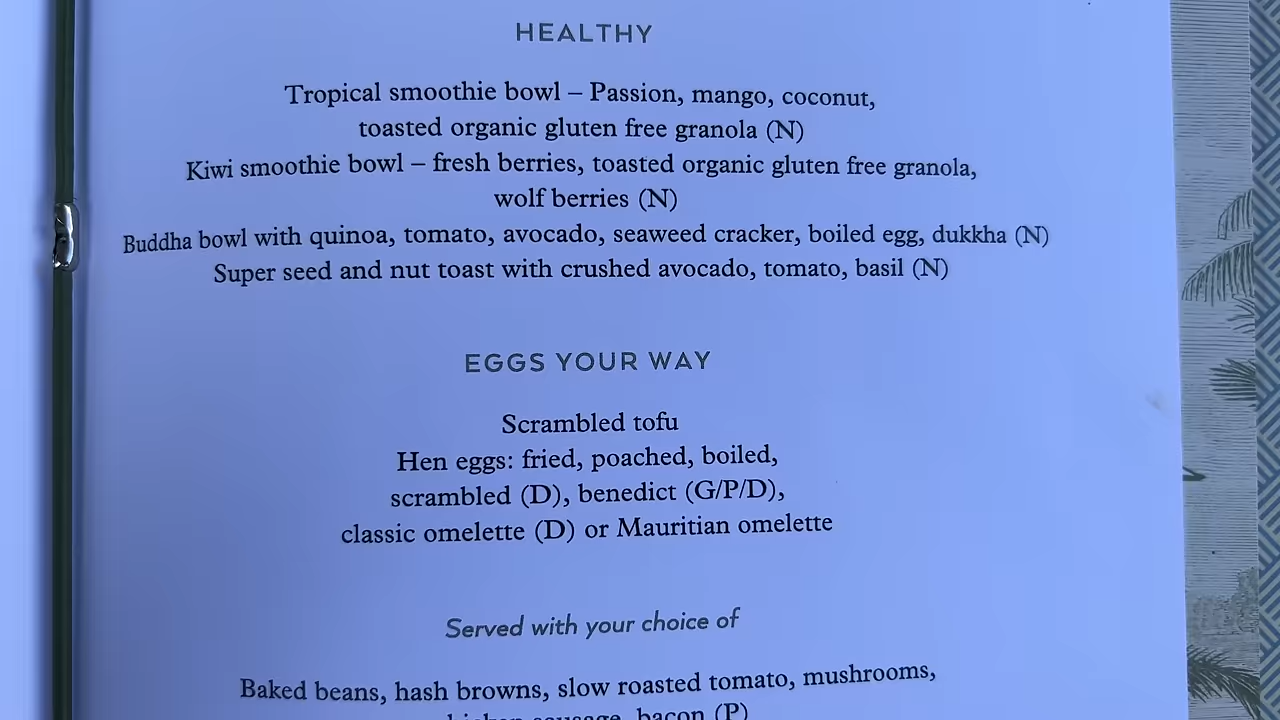 HEALTHY
Tropical smoothie bowl – Passion, mango, coconut,
toasted organic gluten free granola (N)
Kiwi smoothie bowl – fresh berries, toasted organic gluten free granola,
wolf berries (N)
Buddha bowl with quinoa, tomato, avocado, seaweed cracker, boiled egg, dukkha (N)
Super seed and nut toast with crushed avocado, tomato, basil (N)
EGGS YOUR WAY
Scrambled tofu
Hen eggs: fried, poached, boiled,
scrambled (D), benedict (G/P/D),
classic omelette (D) or Mauritian omelette
Served with your choice of
Baked beans, hash browns, slow roasted tomato, mushrooms,
chicken sausage, bacon (P)